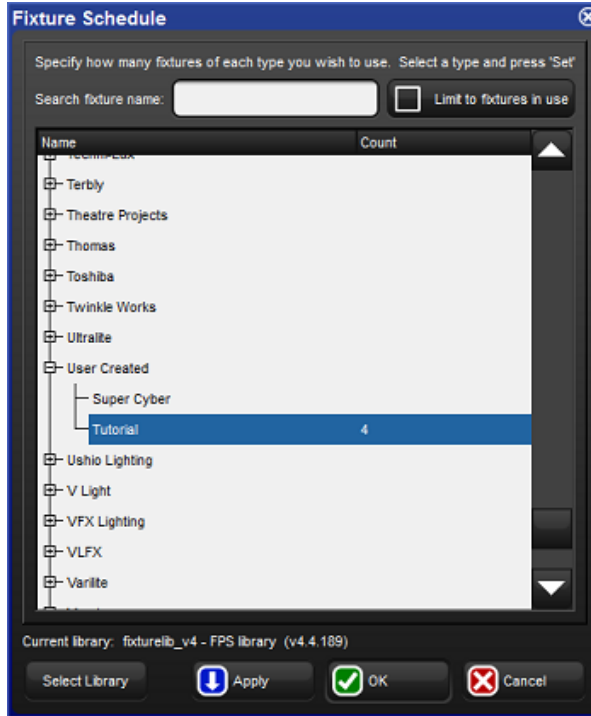 Fixture Schedule
Specify how many fixtures of each type you wish to use. Select a type and press 'Set'
Search fixture name:
Limit to fixtures in use
Name Count
Terbly
Theatre Projects
Thomas
Toshiba
Twinkle Works
Ultralite
User Created
Super Cyber
Tutorial 4
Ushio Lighting
V Light
VFX Lighting
VLFX
Varilite
Current library: fixturelib_v4 - FPS library (v4.4.189)
Select Library Apply OK Cancel